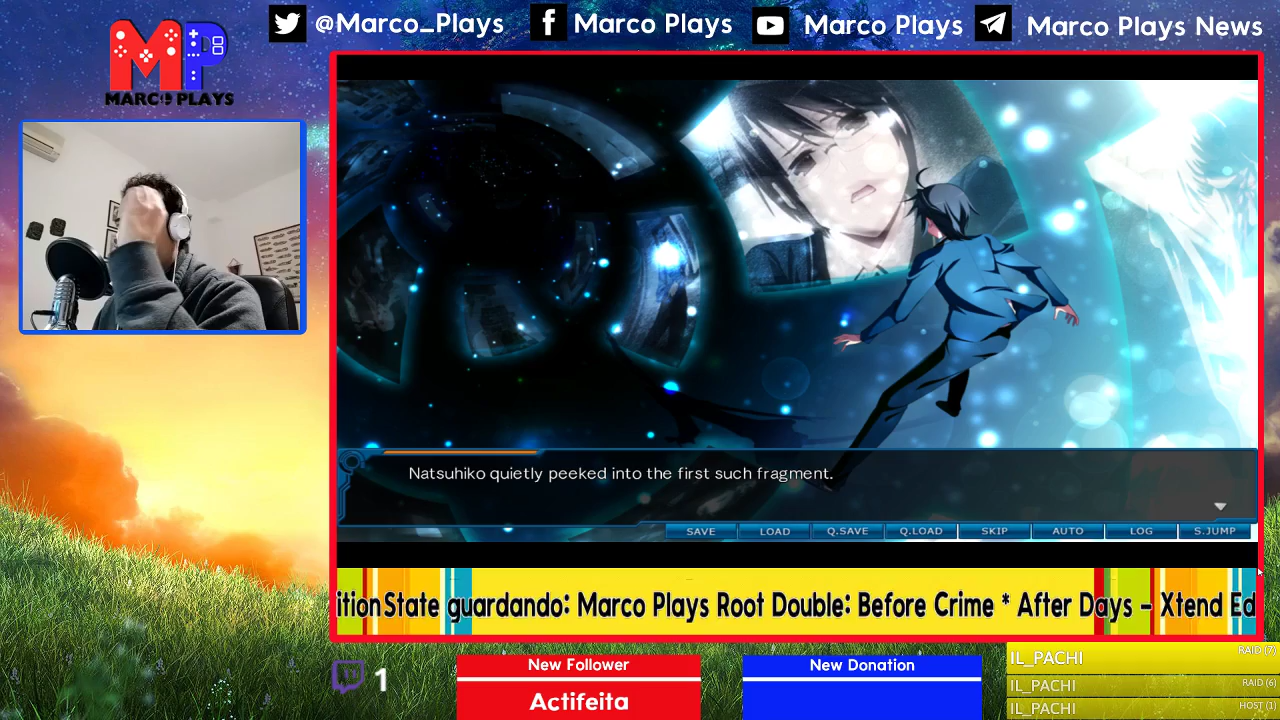 @Marco_Plays
Marco Plays
Marco Plays
Marco Plays News
MP
MARCO PLAYS
Natsuhiko quietly peeked into the first such fragment.
SAVE
LOAD
Q.SAVE
Q.LOAD
SKIP
AUTO
LOG
S.JUMP
ition State guardando: Marco Plays Root Double: Before Crime * After Days - Xtend Ed
1
New Follower
Actifeita
New Donation
IL_PACHI RAID (7)
IL_PACHI RAID (6)
IL_PACHI HOST (1)